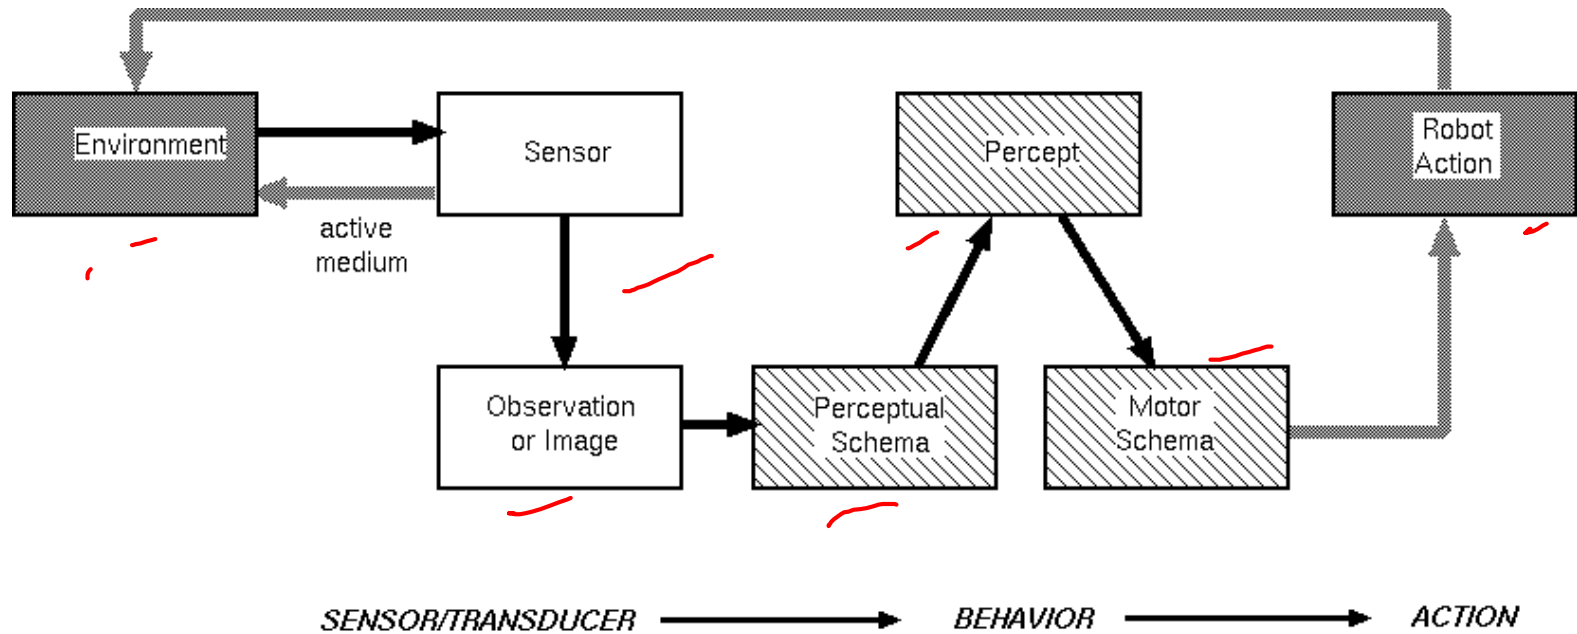 Environment
Sensor
Percept
Robot
Action
active
medium
Observation
or Image
Perceptual
Schema
Motor
Schema
SENSOR/TRANSDUCER
BEHAVIOR
ACTION